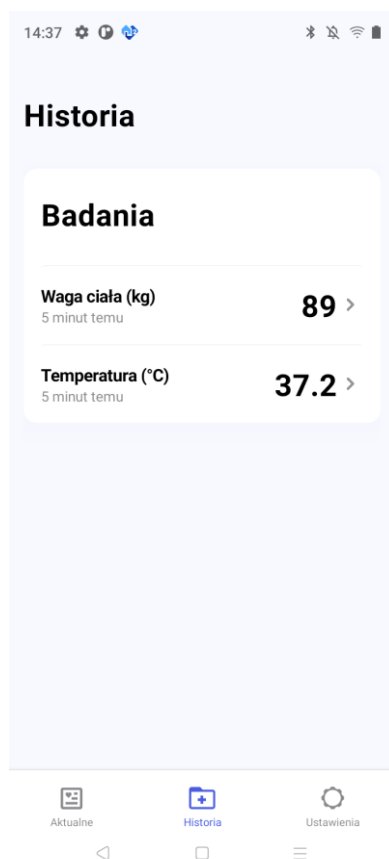 14:37
Historia
Badania
Waga ciała (kg)
5 minut temu
89
Temperatura (°C)
5 minut temu
37.2
Aktualne
Historia
Ustawienia